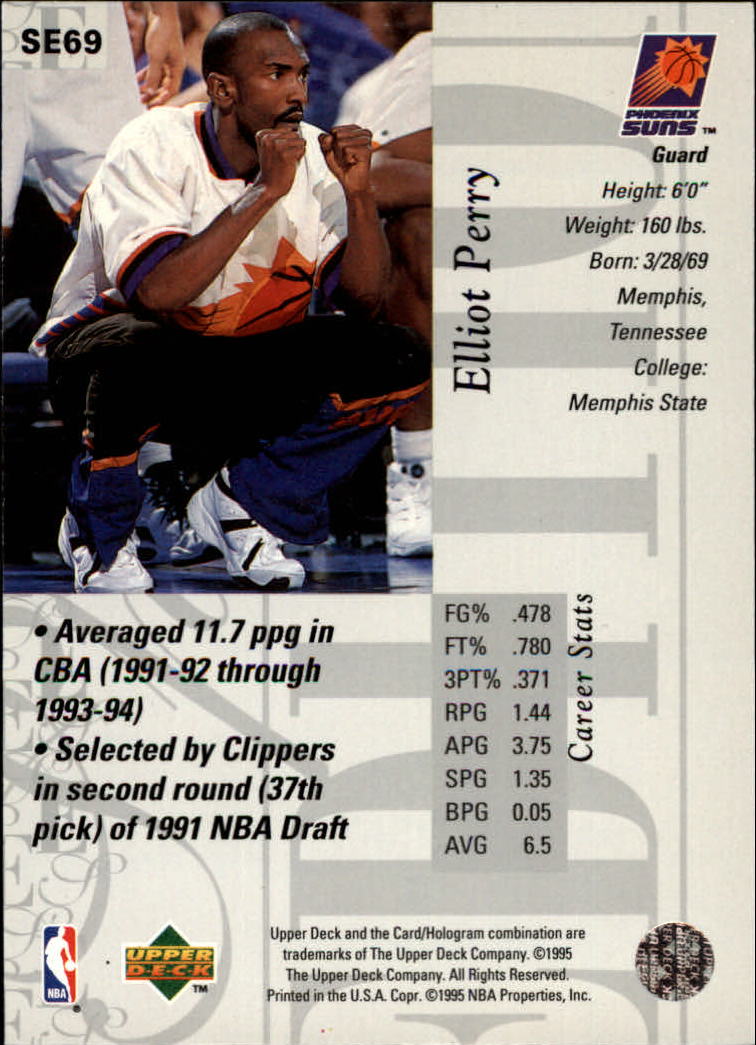 SE69
PHOENIX
SUNS™
Elliot Perry
Guard
Height: 6'0"
Weight: 160 lbs.
Born: 3/28/69
Memphis,
Tennessee
College:
Memphis State
• Averaged 11.7 ppg in
CBA (1991-92 through
1993-94)
• Selected by Clippers
in second round (37th
pick) of 1991 NBA Draft
Career Stats
FG% .478
FT% .780
3PT% .371
RPG 1.44
APG 3.75
SPG 1.35
BPG 0.05
AVG 6.5
NBA®
UPPER
DECK™
Upper Deck and the Card/Hologram combination are
trademarks of The Upper Deck Company. ©1995
The Upper Deck Company. All Rights Reserved.
Printed in the U.S.A. Copr. ©1995 NBA Properties, Inc.